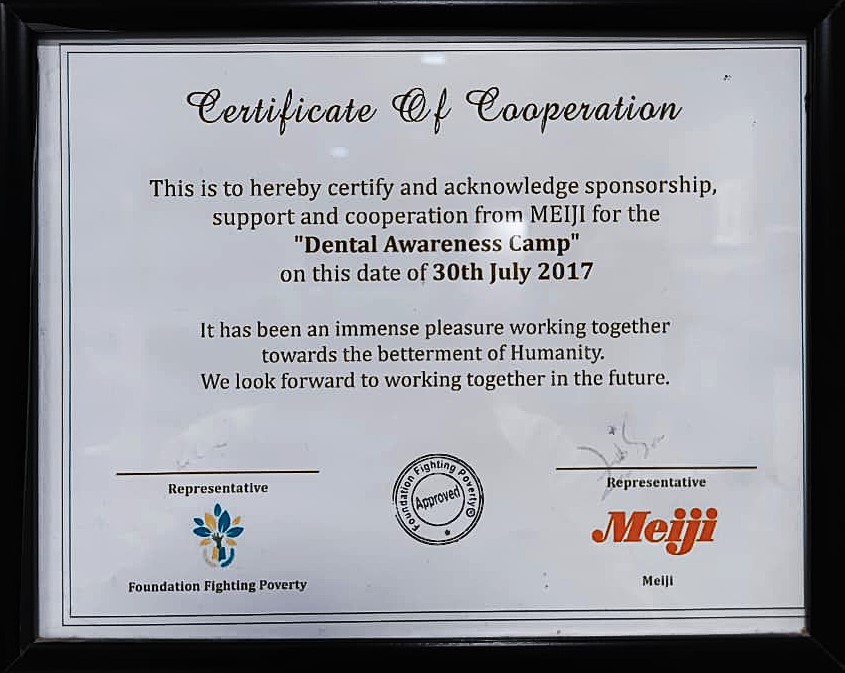 Certificate Of Cooperation
This is to hereby certify and acknowledge sponsorship,
support and cooperation from MEIJI for the
"Dental Awareness Camp"
on this date of 30th July 2017
It has been an immense pleasure working together
towards the betterment of Humanity.
We look forward to working together in the future.
Representative
Foundation Fighting Poverty
Foundation Fighting Poverty
Approved
Representative
Meiji
Meiji